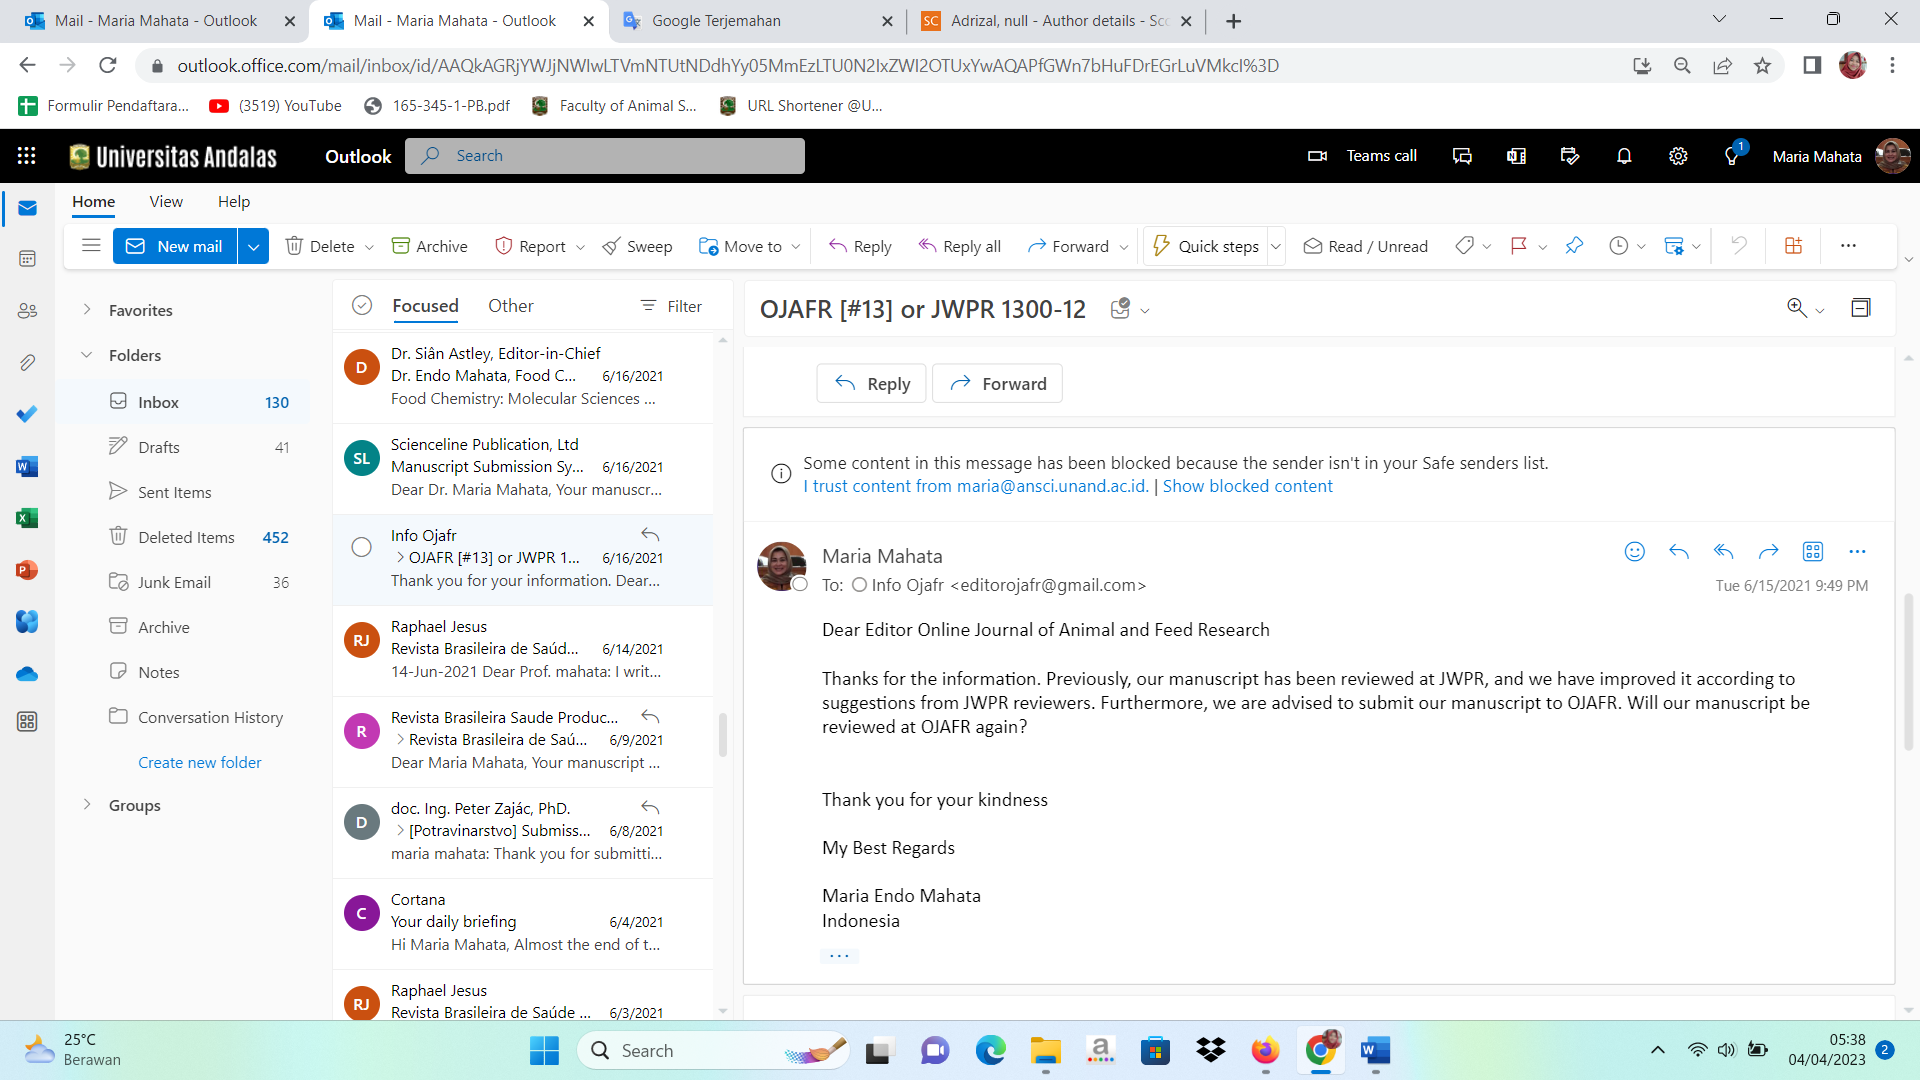 Mail - Maria Mahata - Outlook
Mail - Maria Mahata - Outlook
Google Terjemahan
SC Adrizal, null - Author details - Sc
outlook.office.com/mail/inbox/id/AAQkAGRjYWJjNWIwLTVmNTUtNDdhYy05MmEzLTU0N2IxZWI2OTUxYwAQAPfGWn7bHuFDrEGrLuVMkcI%3D
Formulir Pendaftara...
(3519) YouTube
165-345-1-PB.pdf
Faculty of Animal S...
URL Shortener @U...
Universitas Andalas
Outlook
Search
Teams call
1
Maria Mahata
Home
View
Help
New mail
Delete
Archive
Report
Sweep
Move to
Reply
Reply all
Forward
Quick steps
Read / Unread
Favorites
Folders
Inbox 130
Drafts 41
Sent Items
Deleted Items 452
Junk Email 36
Archive
Notes
Conversation History
Create new folder
Groups
Focused
Other
Filter
D
Dr. Siân Astley, Editor-in-Chief
Dr. Endo Mahata, Food C... 6/16/2021
Food Chemistry: Molecular Sciences ...
SL
Scienceline Publication, Ltd
Manuscript Submission Sy... 6/16/2021
Dear Dr. Maria Mahata, Your manuscr...
Info Ojafr
OJAFR [#13] or JWPR 1... 6/16/2021
Thank you for your information. Dear...
RJ
Raphael Jesus
Revista Brasileira de Saúd... 6/14/2021
14-Jun-2021 Dear Prof. mahata: I writ...
R
Revista Brasileira Saude Produc...
Revista Brasileira de Saú... 6/9/2021
Dear Maria Mahata, Your manuscript ...
D
doc. Ing. Peter Zajác, PhD.
[Potravinarstvo] Submiss... 6/8/2021
maria mahata: Thank you for submitti...
C
Cortana
Your daily briefing 6/4/2021
Hi Maria Mahata, Almost the end of t...
RJ
Raphael Jesus
Revista Brasileira de Saúde ... 6/3/2021
OJAFR [#13] or JWPR 1300-12
Reply
Forward
Some content in this message has been blocked because the sender isn't in your Safe senders list.
I trust content from maria@ansci.unand.ac.id. | Show blocked content
Maria Mahata
To: Info Ojafr <editorojafr@gmail.com>
Tue 6/15/2021 9:49 PM
Dear Editor Online Journal of Animal and Feed Research
Thanks for the information. Previously, our manuscript has been reviewed at JWPR, and we have improved it according to
suggestions from JWPR reviewers. Furthermore, we are advised to submit our manuscript to OJAFR. Will our manuscript be
reviewed at OJAFR again?
Thank you for your kindness
My Best Regards
Maria Endo Mahata
Indonesia
...
25°C
Berawan
Search
05:38
04/04/2023
2